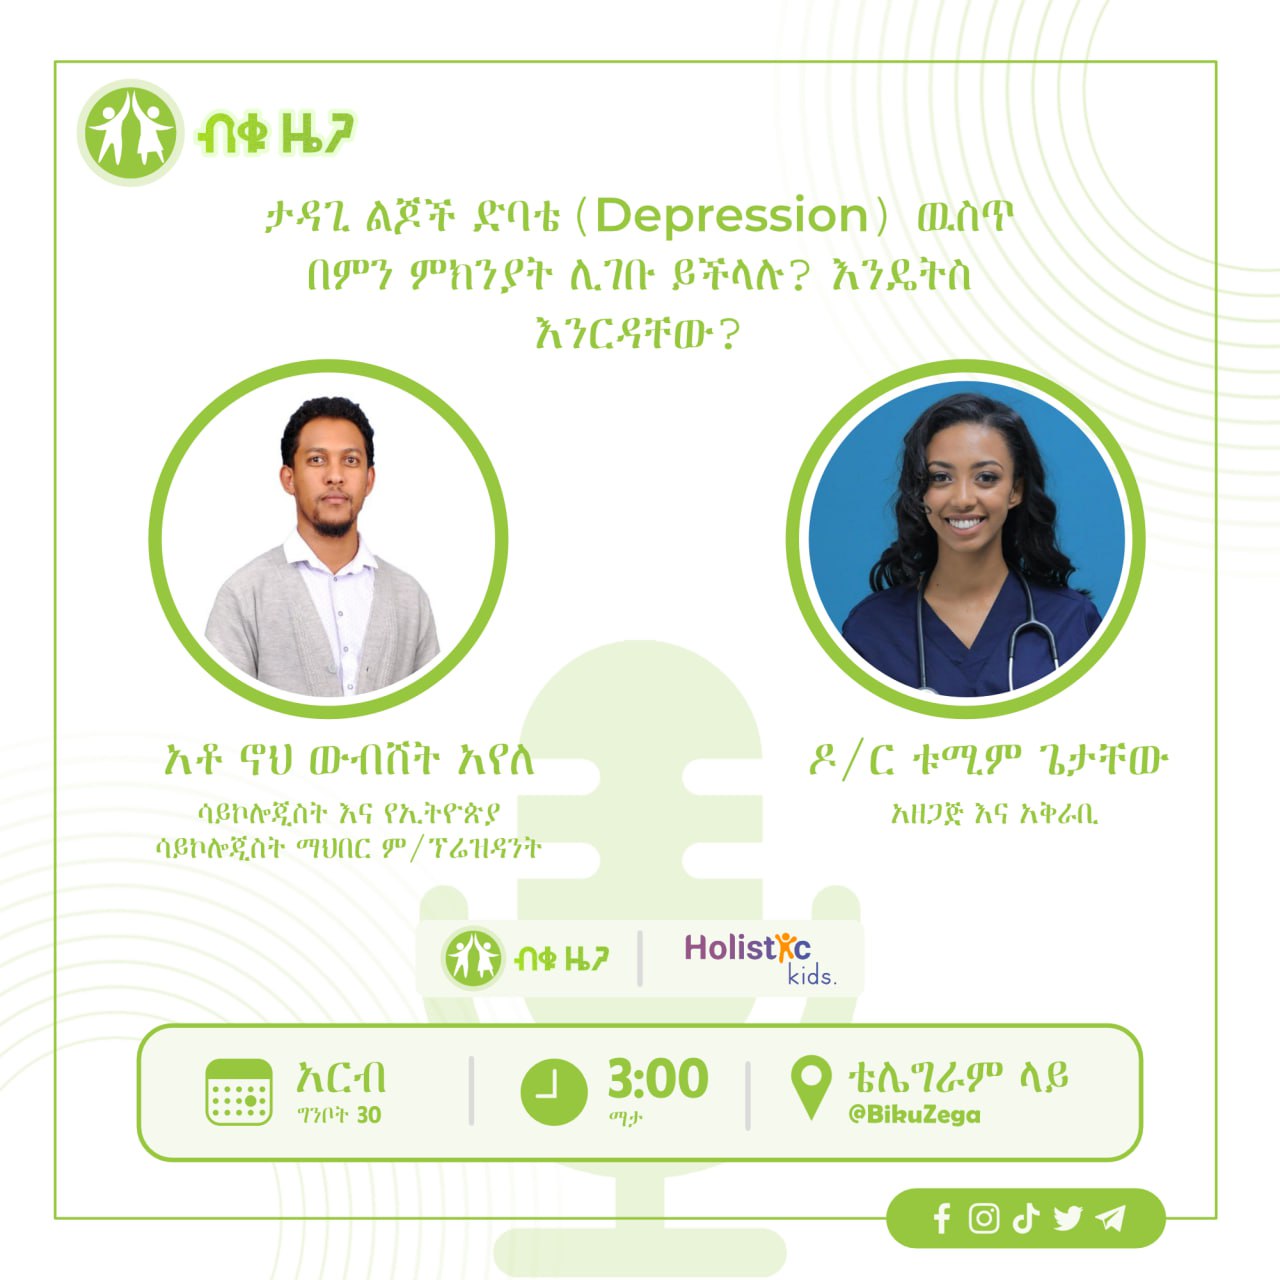 ብቁ ዜጋ
ታዳጊ ልጆች ድባቴ (Depression) ዉስጥ
በምን ምክንያት ሊገቡ ይችላሉ? እንዴትስ
እንርዳቸው?
አቶ ኖህ ውብሸት አየለ
ሳይኮሎጂስት እና የኢትዮጵያ
ሳይኮሎጂስት ማህበር ም/ፕሬዝዳንት
ዶ/ር ቱሚም ጌታቸው
አዘጋጅ እና አቅራቢ
ብቁ ዜጋ
Holistic
kids.
አርብ
ግንቦት 30
3:00
ማታ
ቴሌግራም ላይ
@BikuZega